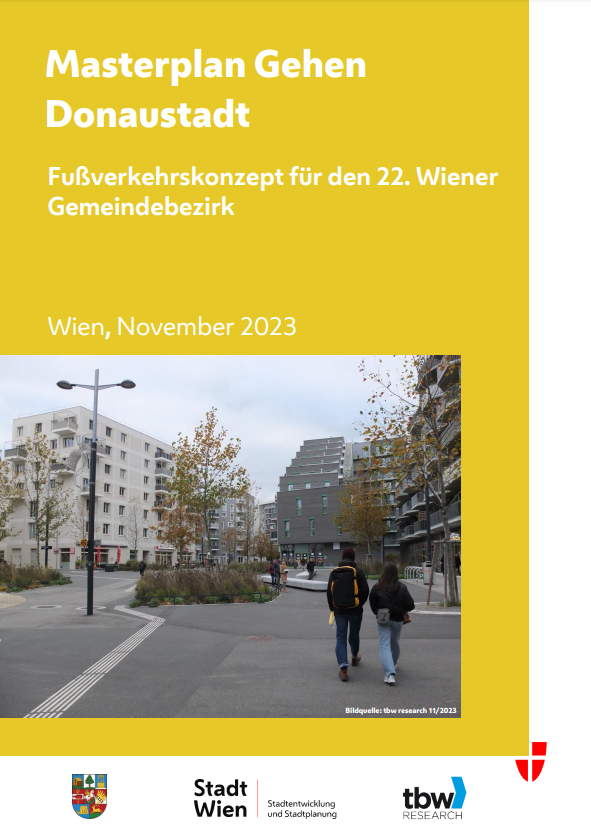 Masterplan Gehen
Donaustadt
Fußverkehrskonzept für den 22. Wiener
Gemeindebezirk
Wien, November 2023
Bildquelle: tbw research 11/2023
Stadt
Wien
Stadtentwicklung
und Stadtplanung
tbw
RESEARCH